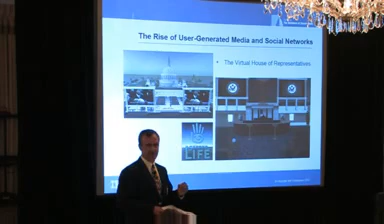 The Rise of User-Generated Media and Social Networks
• The Virtual House of Representatives
LIFE